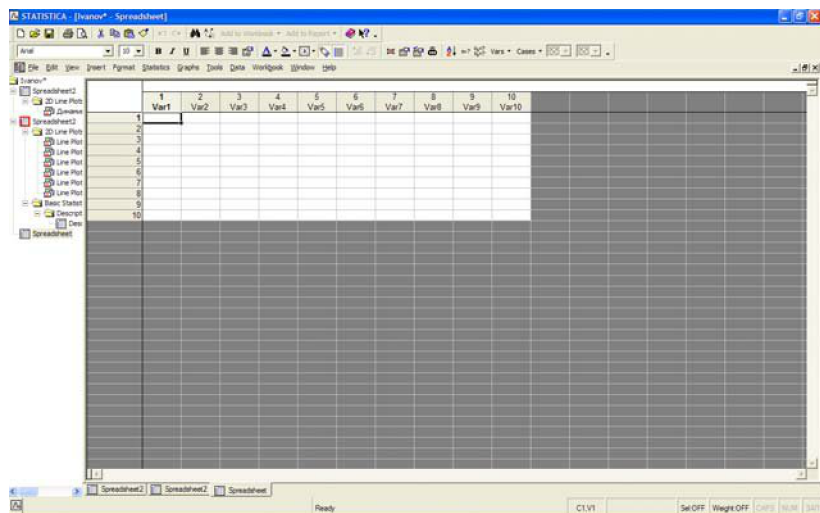 STATISTICA - [Ivanov* - Spreadsheet]
Add to Workbook Add to Report
Arial 10 B I U Vars Cases
File Edit View Insert Format Statistics Graphs Tools Data Workbook Window Help
Ivanov*
Spreadsheet2
2D Line Plots
Динами
Spreadsheet2
2D Line Plots
Line Plot
Line Plot
Line Plot
Line Plot
Line Plot
Line Plot
Basic Statist
Descript
Des
Spreadsheet
1 2 3 4 5 6 7 8 9 10
Var1 Var2 Var3 Var4 Var5 Var6 Var7 Var8 Var9 Var10
1
2
3
4
5
6
7
8
9
10
Spreadsheet2 Spreadsheet2 Spreadsheet
Ready C1,V1 Sel:OFF Weight:OFF CAPS NUM